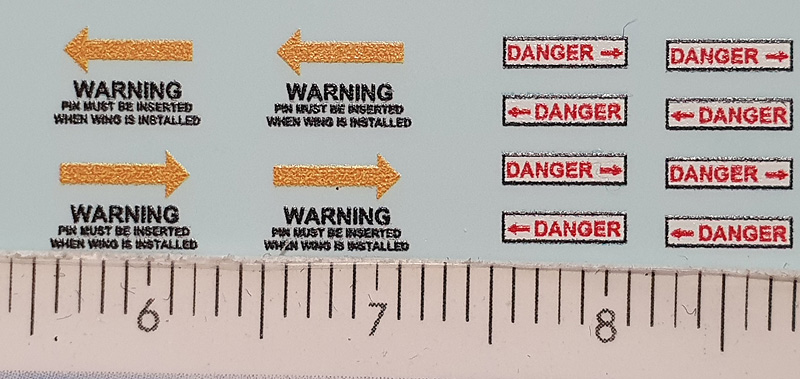 WARNING
PIN MUST BE INSERTED
WHEN WING IS INSTALLED
WARNING
PIN MUST BE INSERTED
WHEN WING IS INSTALLED
DANGER →
DANGER →
← DANGER
← DANGER
WARNING
PIN MUST BE INSERTED
WHEN WING IS INSTALLED
WARNING
PIN MUST BE INSERTED
WHEN WING IS INSTALLED
DANGER →
DANGER →
← DANGER
← DANGER
6 7 8